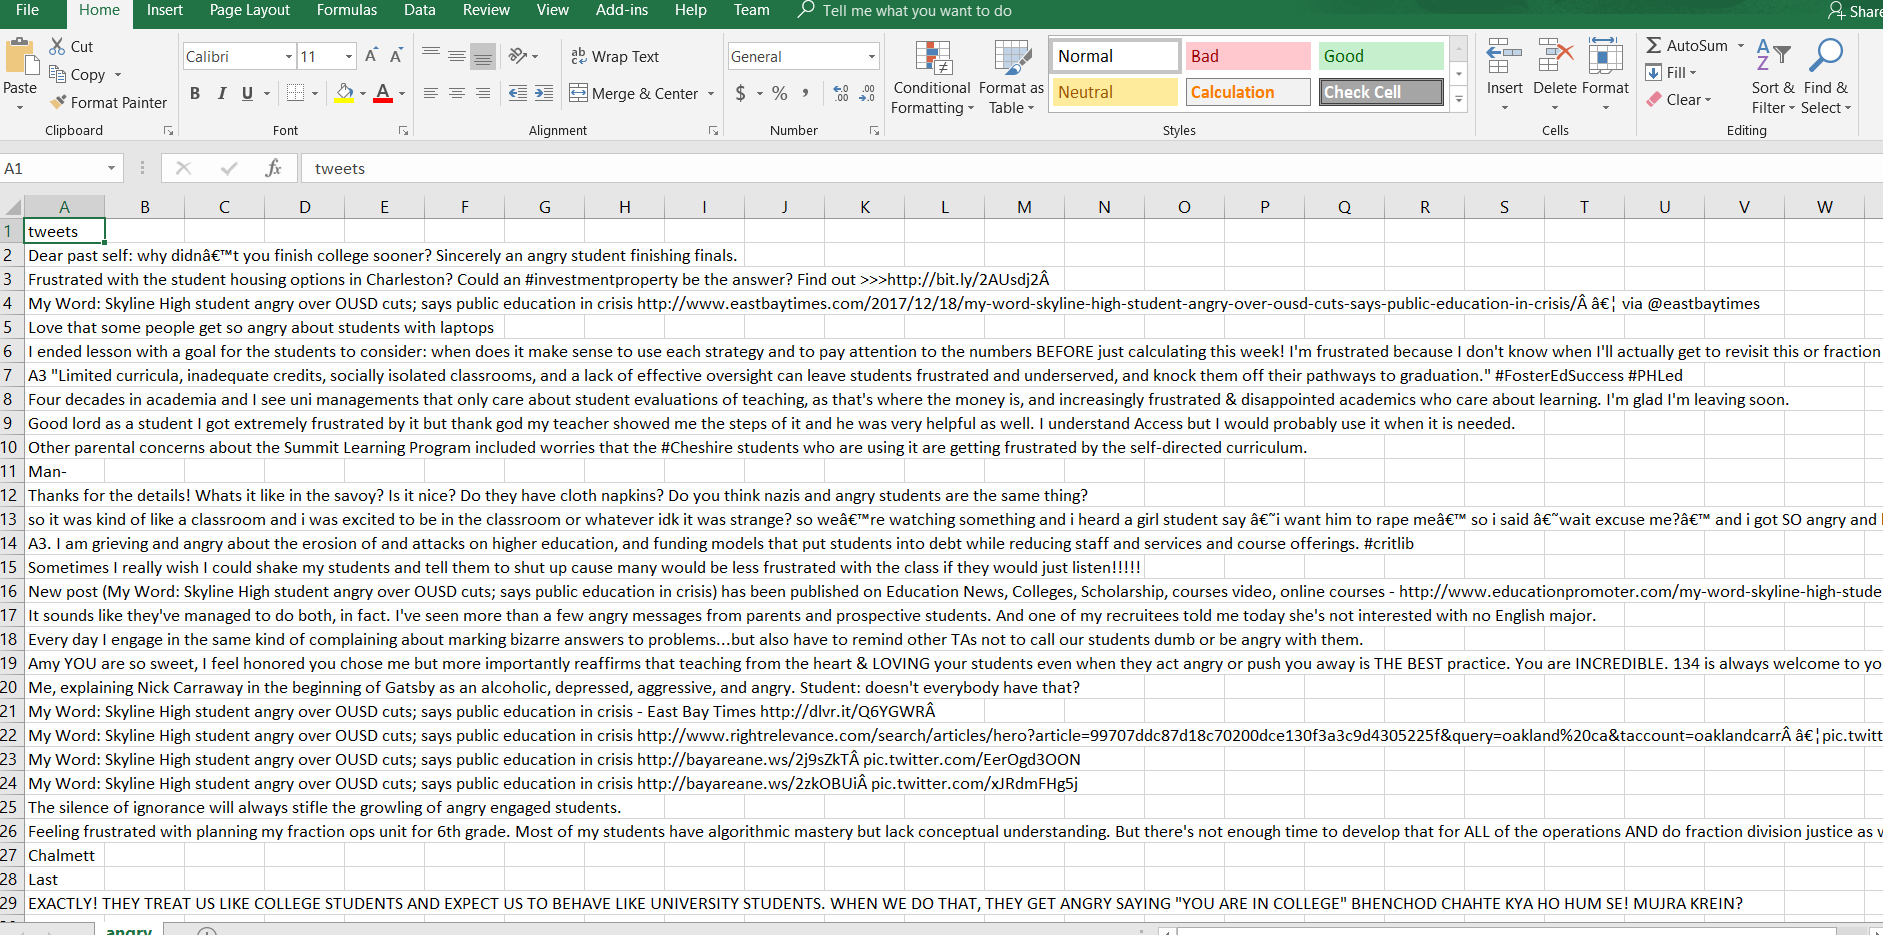 File Home Insert Page Layout Formulas Data Review View Add-ins Help Team Tell me what you want to do Share
Paste Cut Copy Format Painter Clipboard
Calibri 11 B I U Font
Wrap Text Merge & Center Alignment
General $ % , Number
Conditional Formatting Format as Table
Normal Bad Good
Neutral Calculation Check Cell
Styles
Insert Delete Format Cells
AutoSum Fill Clear Sort & Filter Find & Select Editing
A1 fx tweets
A B C D E F G H I J K L M N O P Q R S T U V W
1 tweets
2 Dear past self: why didnâ€™t you finish college sooner? Sincerely an angry student finishing finals.
3 Frustrated with the student housing options in Charleston? Could an #investmentproperty be the answer? Find out >>>http://bit.ly/2AUsdj2Â
4 My Word: Skyline High student angry over OUSD cuts; says public education in crisis http://www.eastbaytimes.com/2017/12/18/my-word-skyline-high-student-angry-over-ousd-cuts-says-public-education-in-crisis/Â â€¦ via @eastbaytimes
5 Love that some people get so angry about students with laptops
6 I ended lesson with a goal for the students to consider: when does it make sense to use each strategy and to pay attention to the numbers BEFORE just calculating this week! I'm frustrated because I don't know when I'll actually get to revisit this or fraction
7 A3 "Limited curricula, inadequate credits, socially isolated classrooms, and a lack of effective oversight can leave students frustrated and underserved, and knock them off their pathways to graduation." #FosterEdSuccess #PHLed
8 Four decades in academia and I see uni managements that only care about student evaluations of teaching, as that's where the money is, and increasingly frustrated & disappointed academics who care about learning. I'm glad I'm leaving soon.
9 Good lord as a student I got extremely frustrated by it but thank god my teacher showed me the steps of it and he was very helpful as well. I understand Access but I would probably use it when it is needed.
10 Other parental concerns about the Summit Learning Program included worries that the #Cheshire students who are using it are getting frustrated by the self-directed curriculum.
11 Man-
12 Thanks for the details! Whats it like in the savoy? Is it nice? Do they have cloth napkins? Do you think nazis and angry students are the same thing?
13 so it was kind of like a classroom and i was excited to be in the classroom or whatever idk it was strange? so weâ€™re watching something and i heard a girl student say â€˜i want him to rape meâ€™ so i said â€˜wait excuse me?â€™ and i got SO angry and
14 A3. I am grieving and angry about the erosion of and attacks on higher education, and funding models that put students into debt while reducing staff and services and course offerings. #critlib
15 Sometimes I really wish I could shake my students and tell them to shut up cause many would be less frustrated with the class if they would just listen!!!!!
16 New post (My Word: Skyline High student angry over OUSD cuts; says public education in crisis) has been published on Education News, Colleges, Scholarship, courses video, online courses - http://www.educationpromoter.com/my-word-skyline-high-stude
17 It sounds like they've managed to do both, in fact. I've seen more than a few angry messages from parents and prospective students. And one of my recruitees told me today she's not interested with no English major.
18 Every day I engage in the same kind of complaining about marking bizarre answers to problems...but also have to remind other TAs not to call our students dumb or be angry with them.
19 Amy YOU are so sweet, I feel honored you chose me but more importantly reaffirms that teaching from the heart & LOVING your students even when they act angry or push you away is THE BEST practice. You are INCREDIBLE. 134 is always welcome to yo
20 Me, explaining Nick Carraway in the beginning of Gatsby as an alcoholic, depressed, aggressive, and angry. Student: doesn't everybody have that?
21 My Word: Skyline High student angry over OUSD cuts; says public education in crisis - East Bay Times http://dlvr.it/Q6YGWRÂ
22 My Word: Skyline High student angry over OUSD cuts; says public education in crisis http://www.rightrelevance.com/search/articles/hero?article=99707ddc87d18c70200dce130f3a3c9d4305225f&query=oakland%20ca&taccount=oaklandcarrÂ â€¦pic.twitt
23 My Word: Skyline High student angry over OUSD cuts; says public education in crisis http://bayareane.ws/2j9sZkTÂ pic.twitter.com/EerOgd3OON
24 My Word: Skyline High student angry over OUSD cuts; says public education in crisis http://bayareane.ws/2zkOBUiÂ pic.twitter.com/xJRdmFHg5j
25 The silence of ignorance will always stifle the growling of angry engaged students.
26 Feeling frustrated with planning my fraction ops unit for 6th grade. Most of my students have algorithmic mastery but lack conceptual understanding. But there's not enough time to develop that for ALL of the operations AND do fraction division justice as
27 Chalmett
28 Last
29 EXACTLY! THEY TREAT US LIKE COLLEGE STUDENTS AND EXPECT US TO BEHAVE LIKE UNIVERSITY STUDENTS. WHEN WE DO THAT, THEY GET ANGRY SAYING "YOU ARE IN COLLEGE" BHENCHOD CHAHTE KYA HO HUM SE! MUJRA KREIN?
angry